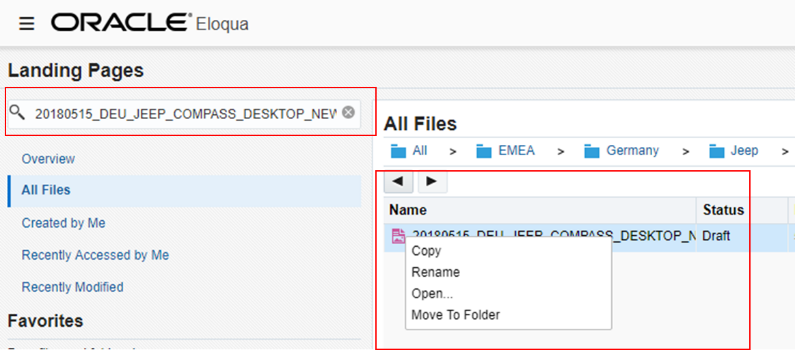 ORACLE Eloqua
Landing Pages
20180515_DEU_JEEP_COMPASS_DESKTOP_NEW
Overview
All Files
Created by Me
Recently Accessed by Me
Recently Modified
Favorites
All Files
All > EMEA > Germany > Jeep >
Name Status
20180515_DEU_JEEP_COMPASS_DESKTOP_N Draft
Copy
Rename
Open...
Move To Folder